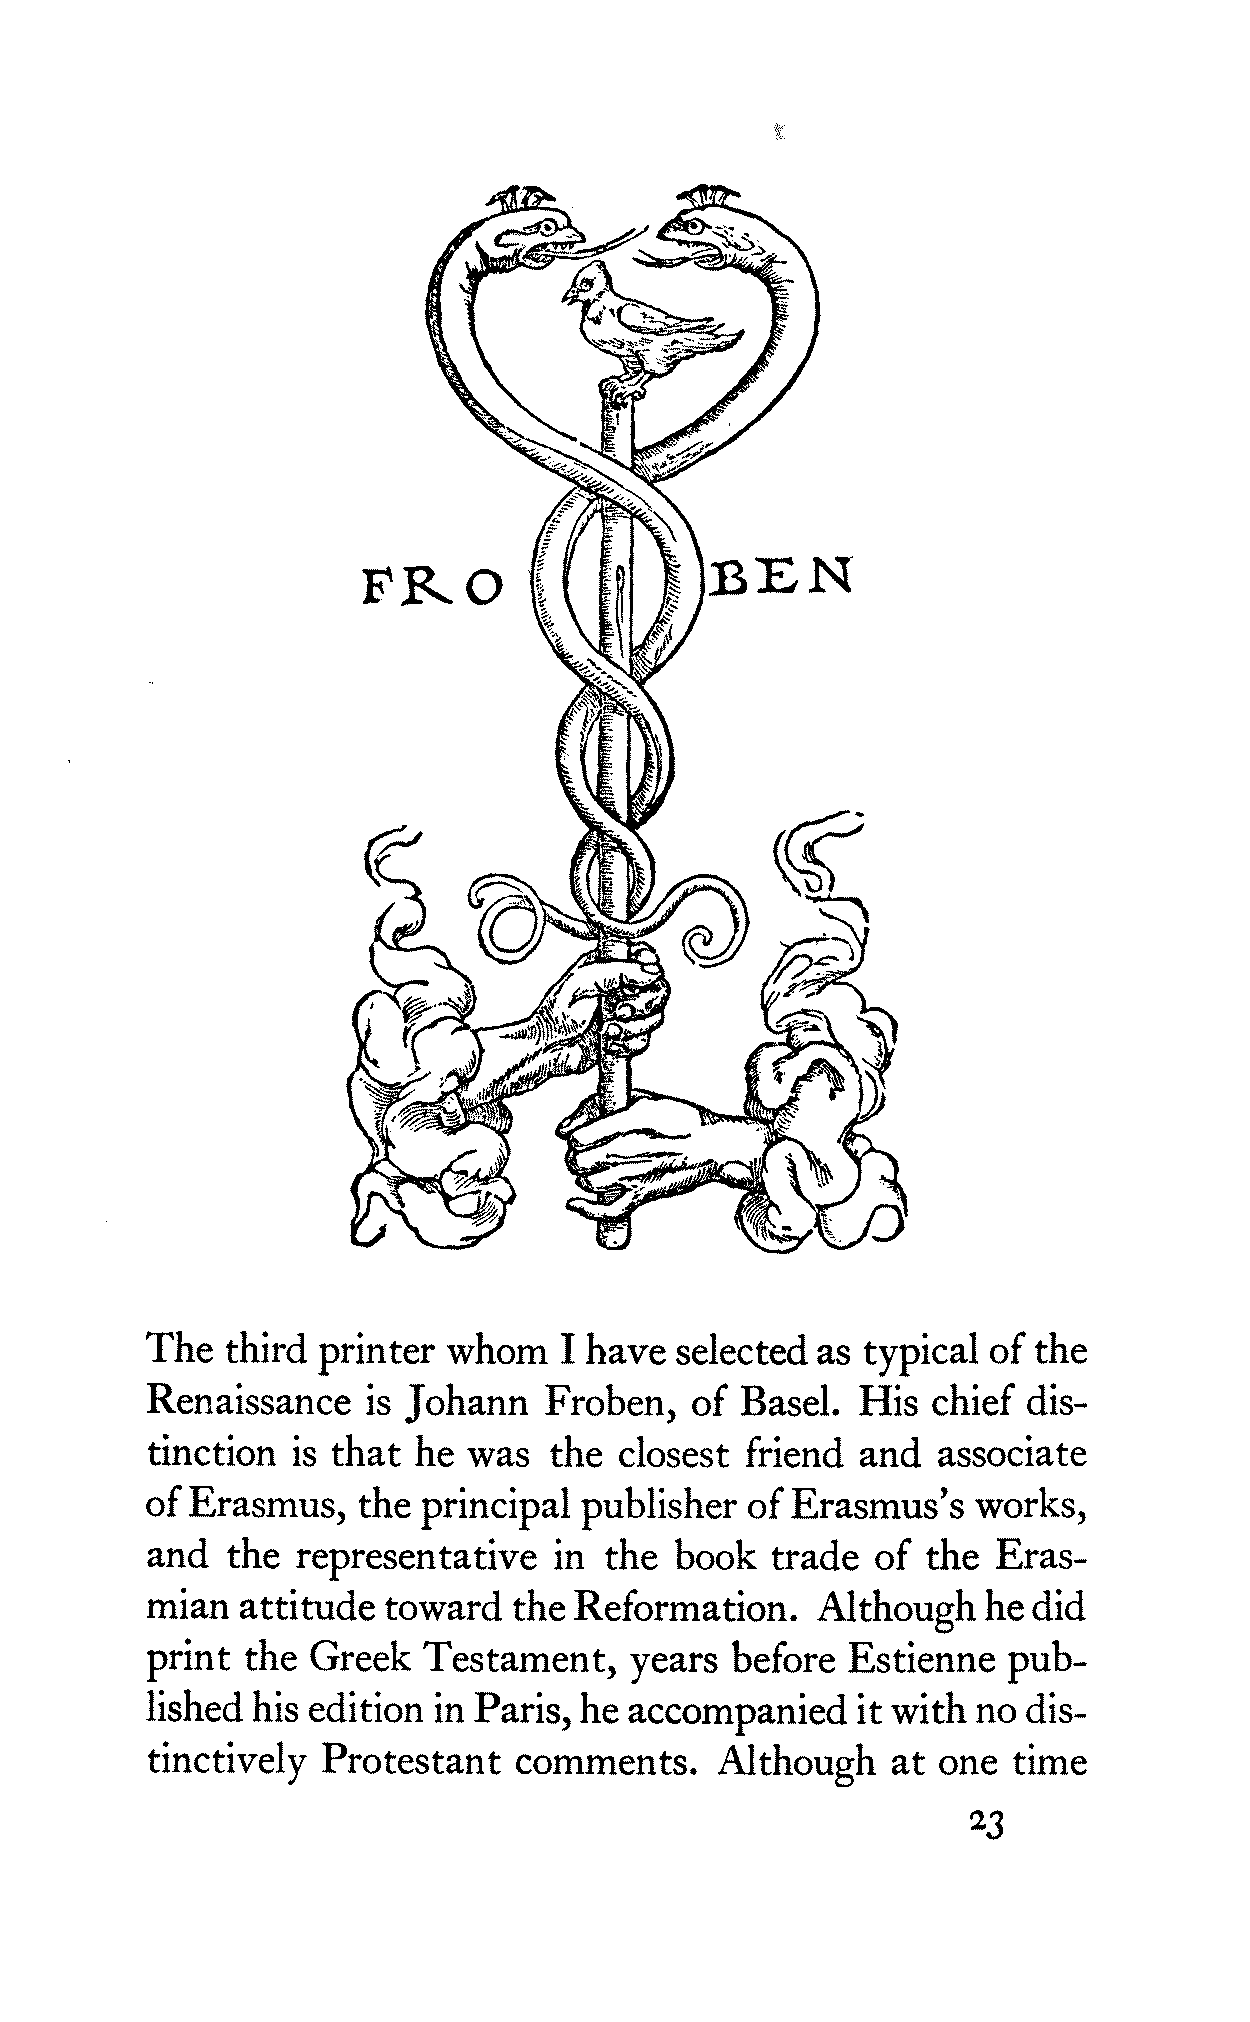 FRO BEN
The third printer whom I have selected as typical of the
Renaissance is Johann Froben, of Basel. His chief dis-
tinction is that he was the closest friend and associate
of Erasmus, the principal publisher of Erasmus's works,
and the representative in the book trade of the Eras-
mian attitude toward the Reformation. Although he did
print the Greek Testament, years before Estienne pub-
lished his edition in Paris, he accompanied it with no dis-
tinctively Protestant comments. Although at one time
23